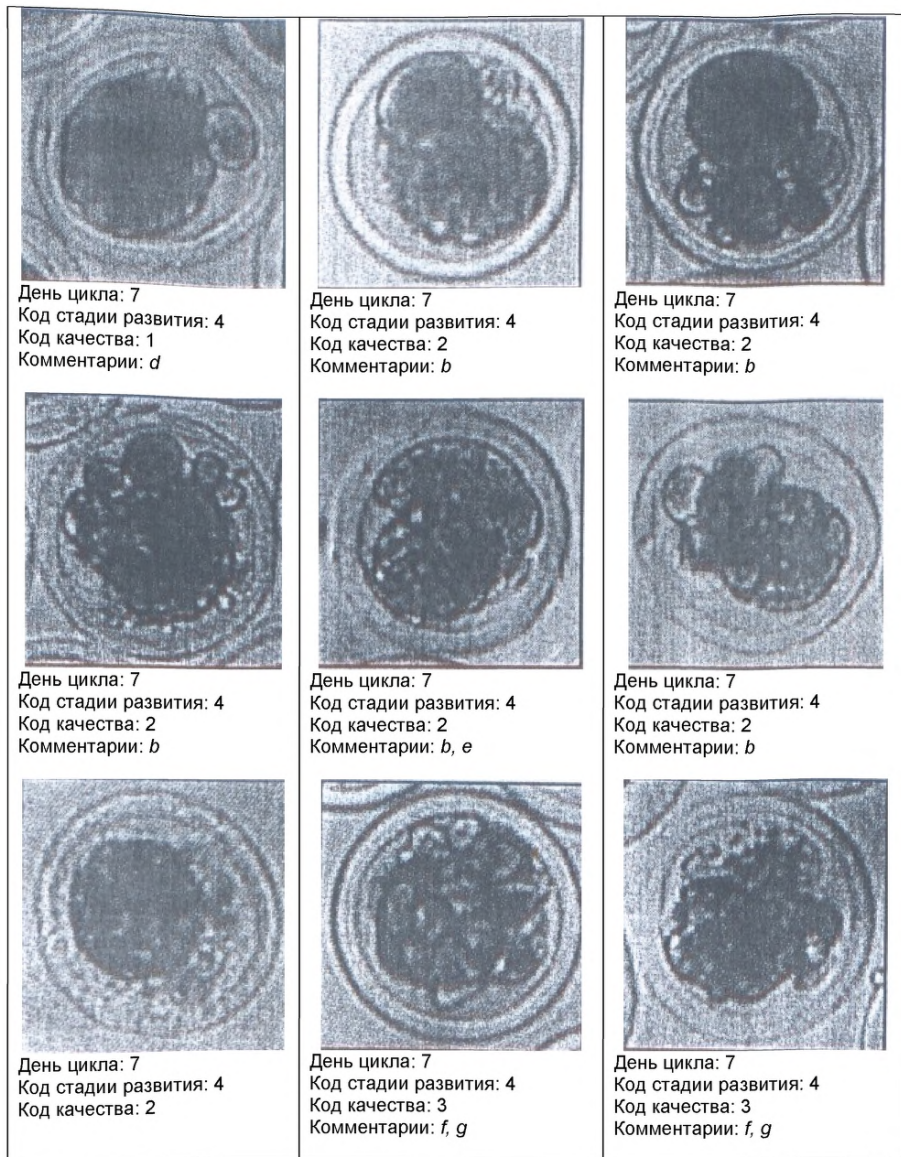 День цикла: 7
Код стадии развития: 4
Код качества: 1
Комментарии: d
День цикла: 7
Код стадии развития: 4
Код качества: 2
Комментарии: b
День цикла: 7
Код стадии развития: 4
Код качества: 2
Комментарии: b
День цикла: 7
Код стадии развития: 4
Код качества: 2
Комментарии: b
День цикла: 7
Код стадии развития: 4
Код качества: 2
Комментарии: b, e
День цикла: 7
Код стадии развития: 4
Код качества: 2
Комментарии: b
День цикла: 7
Код стадии развития: 4
Код качества: 2
День цикла: 7
Код стадии развития: 4
Код качества: 3
Комментарии: f, g
День цикла: 7
Код стадии развития: 4
Код качества: 3
Комментарии: f, g